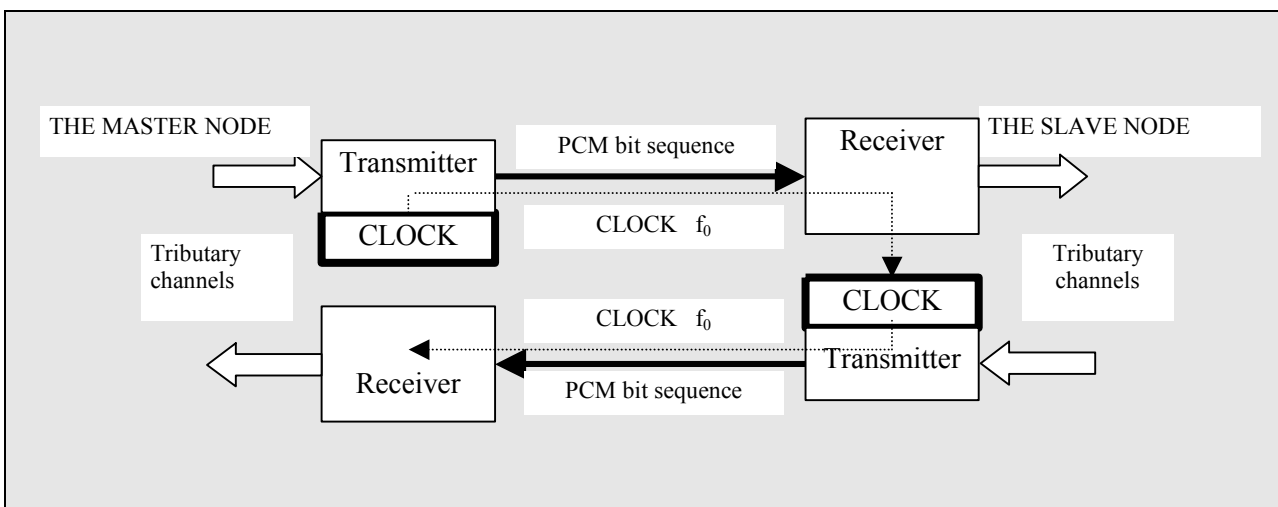 THE MASTER NODE
Transmitter
CLOCK
PCM bit sequence
CLOCK f₀
Receiver
THE SLAVE NODE
Tributary
channels
Tributary
channels
CLOCK
Transmitter
CLOCK f₀
PCM bit sequence
Receiver